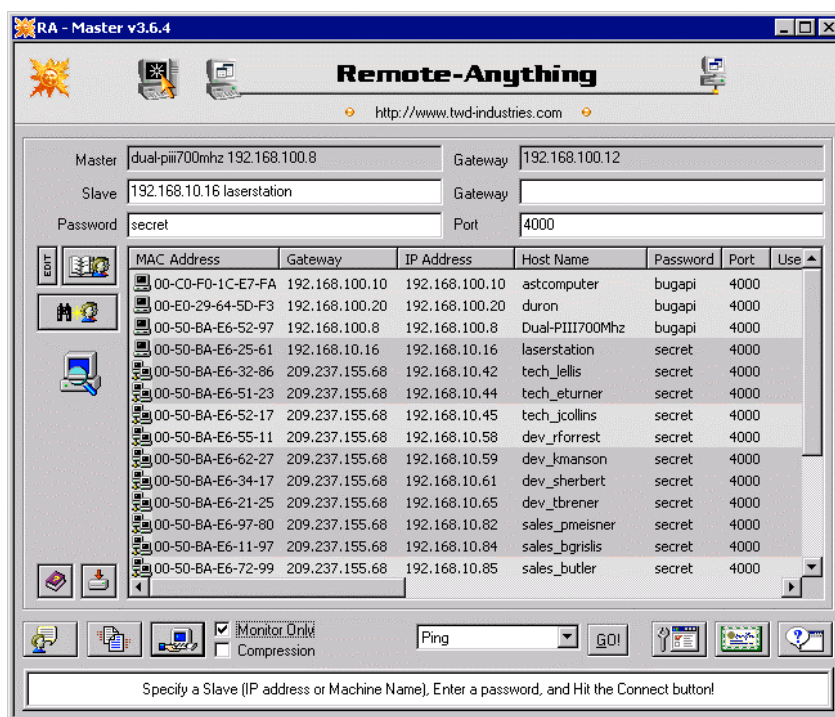 RA - Master v3.6.4
Remote-Anything
http://www.twd-industries.com
Master dual-piii700mhz 192.168.100.8 Gateway 192.168.100.12
Slave 192.168.10.16 laserstation Gateway
Password secret Port 4000
EDIT
MAC Address Gateway IP Address Host Name Password Port Use
00-C0-F0-1C-E7-FA 192.168.100.10 192.168.100.10 astcomputer bugapi 4000
00-E0-29-64-5D-F3 192.168.100.20 192.168.100.20 duron bugapi 4000
00-50-BA-E6-52-97 192.168.100.8 192.168.100.8 Dual-PIII700Mhz bugapi 4000
00-50-BA-E6-25-61 192.168.10.16 192.168.10.16 laserstation secret 4000
00-50-BA-E6-32-86 209.237.155.68 192.168.10.42 tech_lellis secret 4000
00-50-BA-E6-51-23 209.237.155.68 192.168.10.44 tech_eturner secret 4000
00-50-BA-E6-52-17 209.237.155.68 192.168.10.45 tech_jcollins secret 4000
00-50-BA-E6-55-11 209.237.155.68 192.168.10.58 dev_rforrest secret 4000
00-50-BA-E6-62-27 209.237.155.68 192.168.10.59 dev_kmanson secret 4000
00-50-BA-E6-34-17 209.237.155.68 192.168.10.61 dev_sherbert secret 4000
00-50-BA-E6-21-25 209.237.155.68 192.168.10.65 dev_tbrener secret 4000
00-50-BA-E6-97-80 209.237.155.68 192.168.10.82 sales_pmeisner secret 4000
00-50-BA-E6-11-97 209.237.155.68 192.168.10.84 sales_bgrislis secret 4000
00-50-BA-E6-72-99 209.237.155.68 192.168.10.85 sales_butler secret 4000
Monitor Only
Compression
Ping
GO!
Specify a Slave (IP address or Machine Name), Enter a password, and Hit the Connect button!